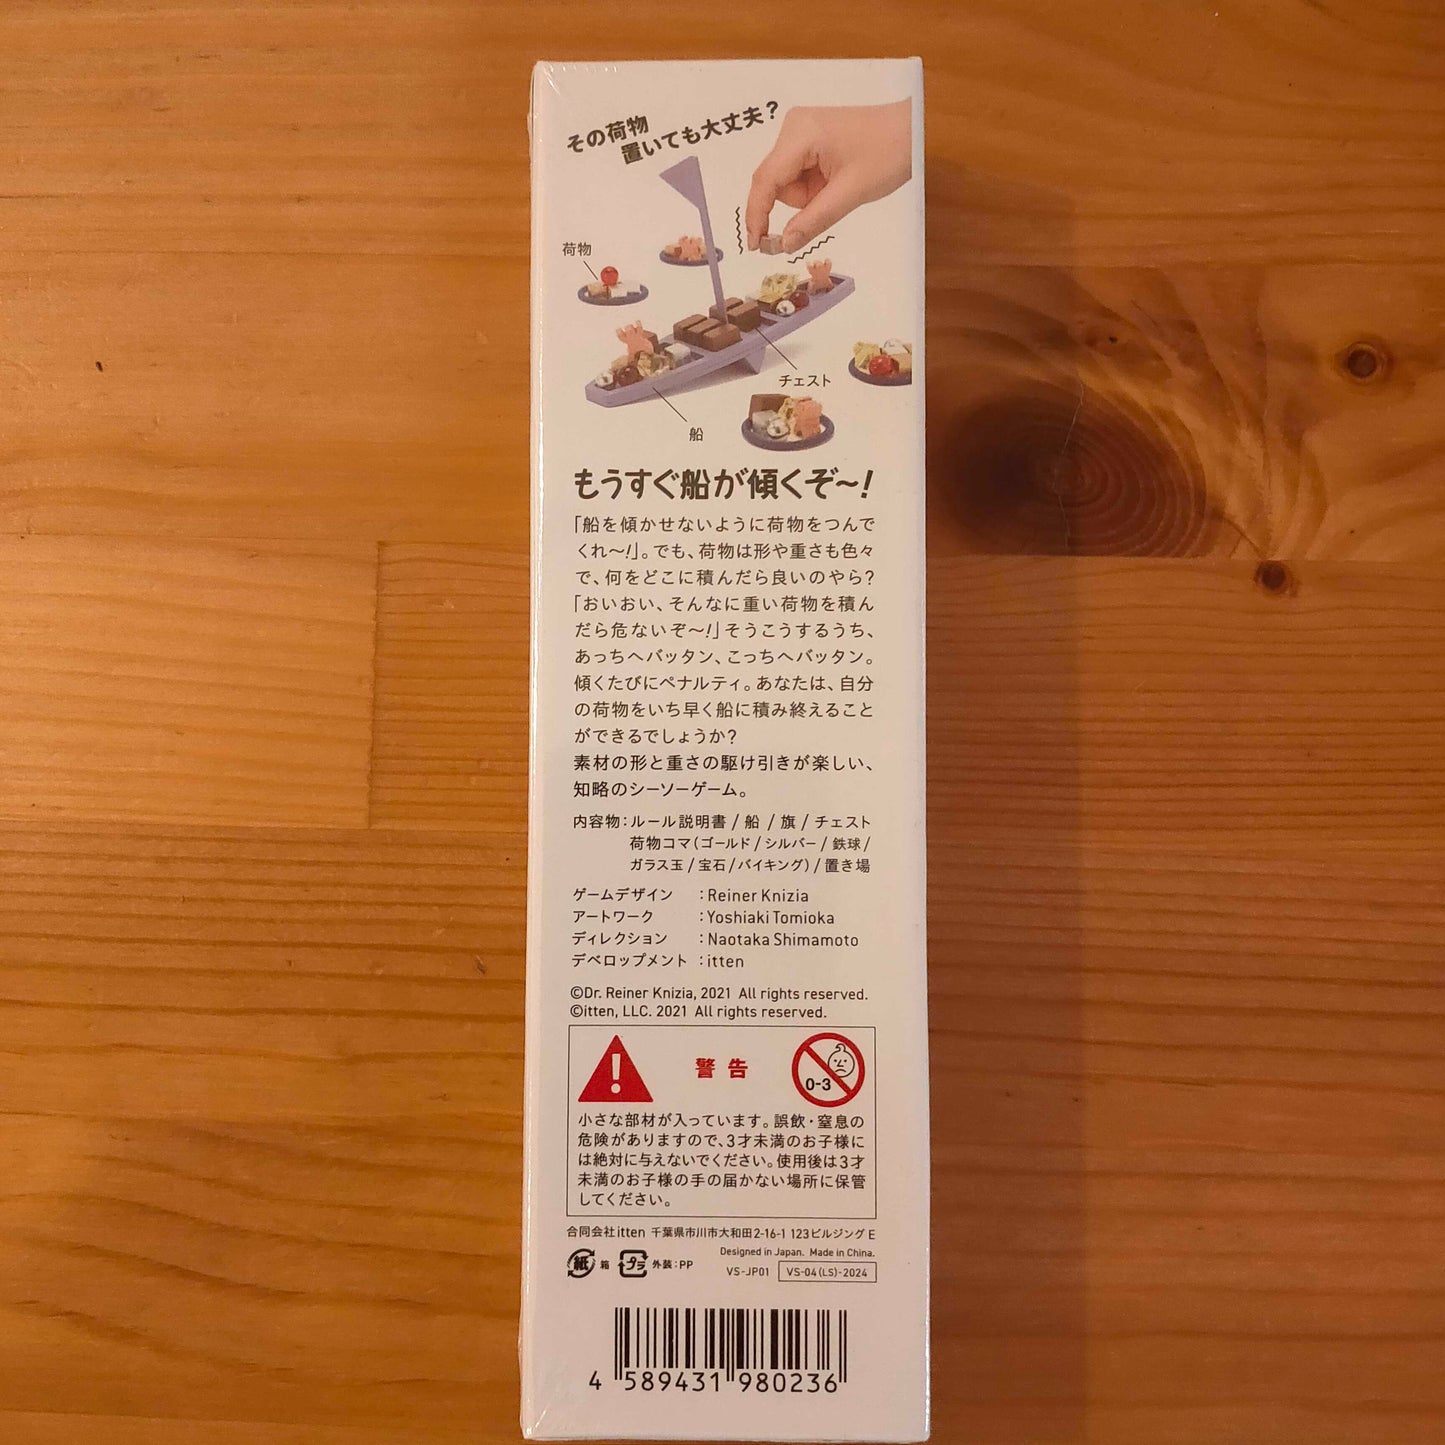 その荷物
置いても大丈夫？
荷物
チェスト
船
もうすぐ船が傾くぞ〜！
「船を傾かせないように荷物をつんで
くれ〜！」。でも、荷物は形や重さも色々
で、何をどこに積んだら良いのやら？
「おいおい、そんなに重い荷物を積ん
だら危ないぞ〜！」そうこうするうち、
あっちへバッタン、こっちへバッタン。
傾くたびにペナルティ。あなたは、自分
の荷物をいち早く船に積み終えること
ができるでしょうか？
素材の形と重さの駆け引きが楽しい、
知略のシーソーゲーム。
内容物：ルール説明書 / 船 / 旗 / チェスト
荷物コマ（ゴールド / シルバー / 鉄球 /
ガラス玉 / 宝石 / バイキング） / 置き場
ゲームデザイン ：Reiner Knizia
アートワーク ：Yoshiaki Tomioka
ディレクション ：Naotaka Shimamoto
デベロップメント ：itten
©Dr. Reiner Knizia, 2021 All rights reserved.
©itten, LLC. 2021 All rights reserved.
!
警告
0-3
小さな部材が入っています。誤飲・窒息の
危険がありますので、3才未満のお子様に
は絶対に与えないでください。使用後は3才
未満のお子様の手の届かない場所に保管
してください。
合同会社itten 千葉県市川市大和田2-16-1 123ビルジング E
紙 箱 プラ 外装：PP
Designed in Japan. Made in China.
VS-JP01 VS-04(LS)-2024
4 589431 980236